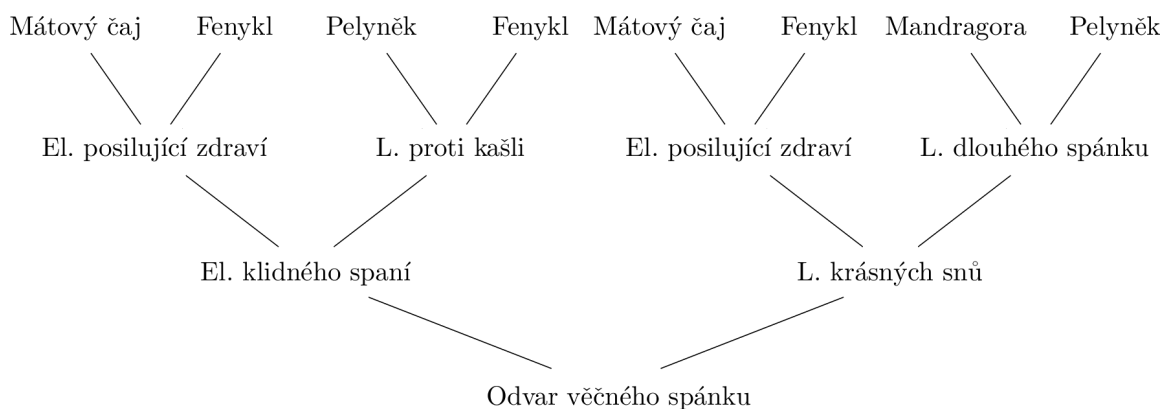 Mátový čaj Fenykl Pelyněk Fenykl Mátový čaj Fenykl Mandragora Pelyněk
El. posilující zdraví L. proti kašli El. posilující zdraví L. dlouhého spánku
El. klidného spaní L. krásných snů
Odvar věčného spánku